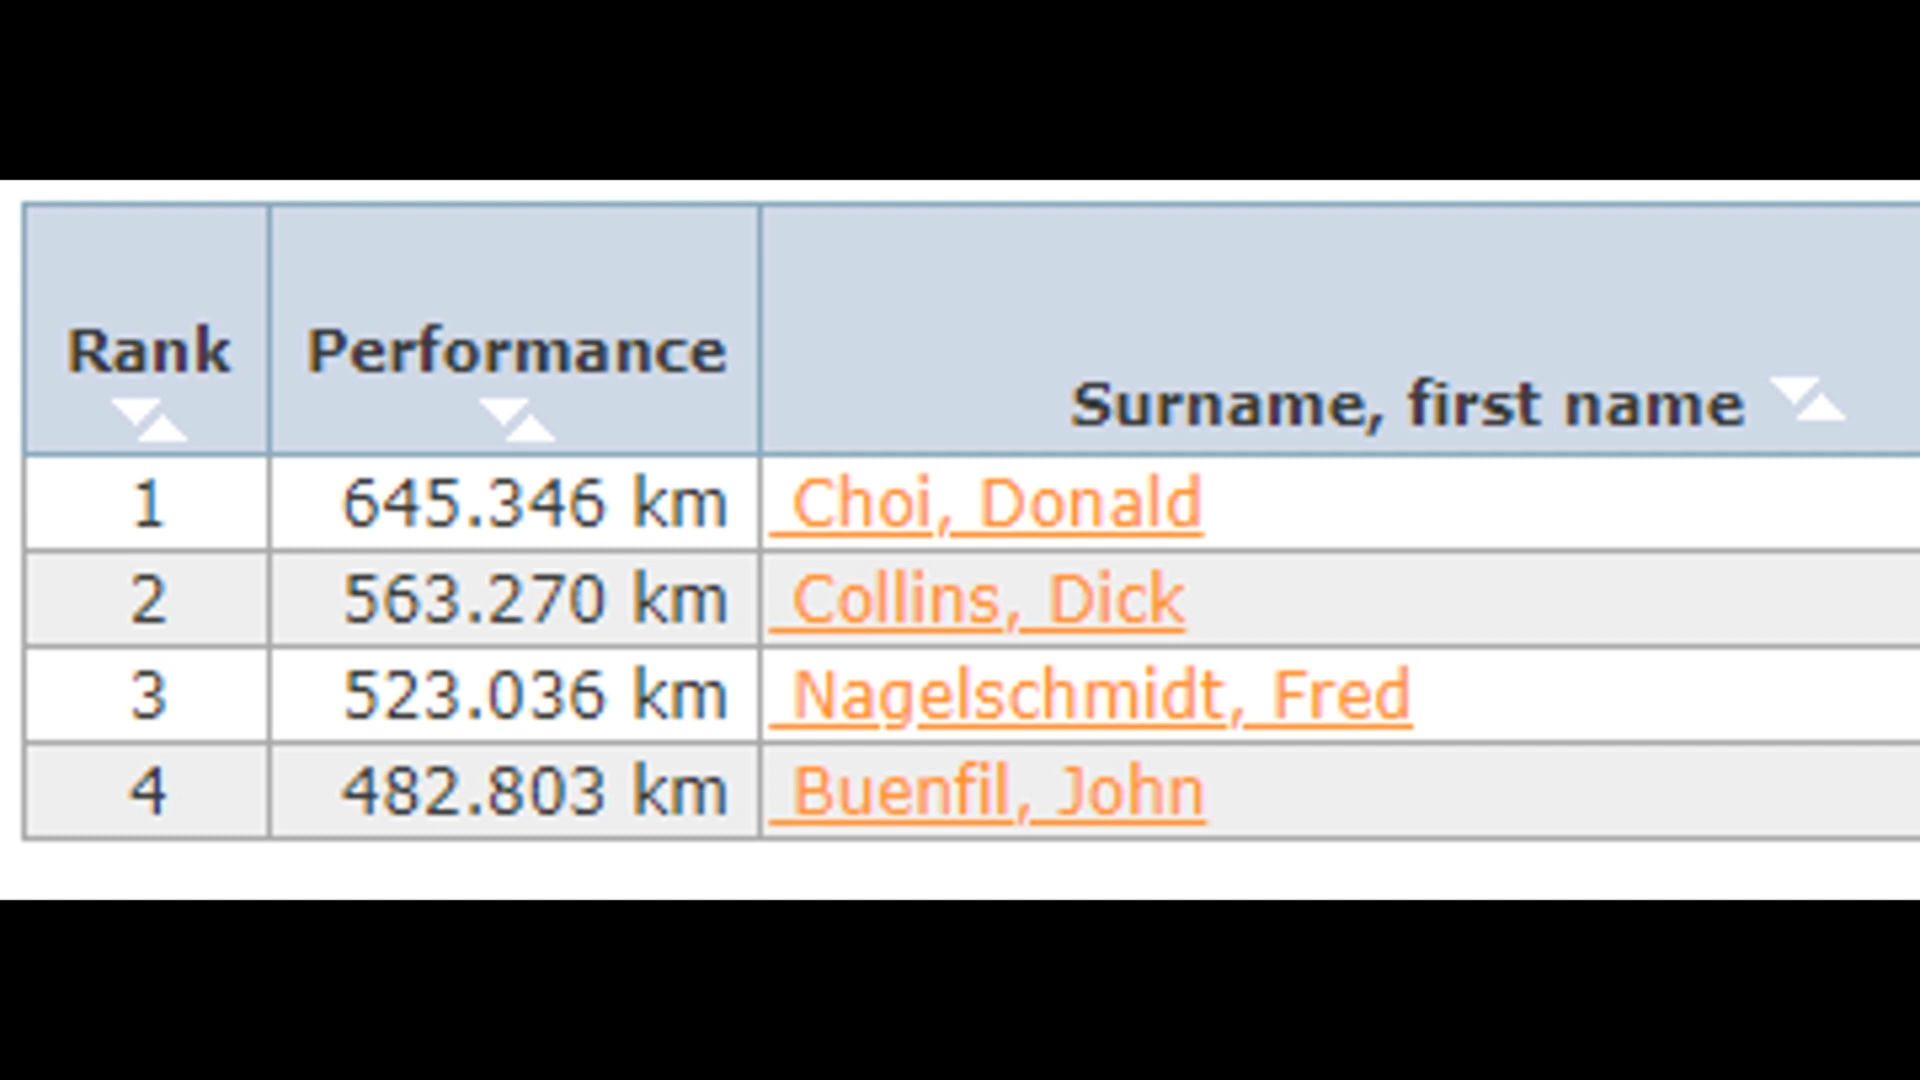 Rank Performance Surname, first name
1 645.346 km Choi, Donald
2 563.270 km Collins, Dick
3 523.036 km Nagelschmidt, Fred
4 482.803 km Buenfil, John